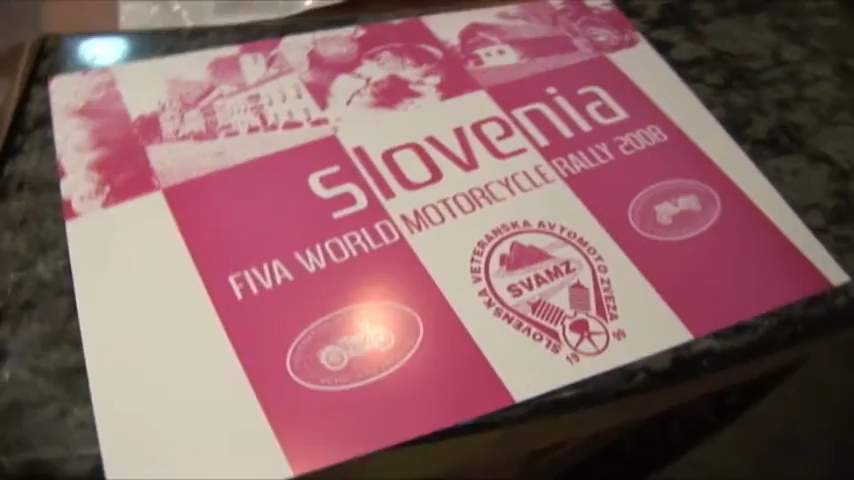 slovenia
FIVA WORLD MOTORCYCLE RALLY 2008
SLOVENSKA VETERANSKA AVTOMOTO ZVEZA
SVAMZ